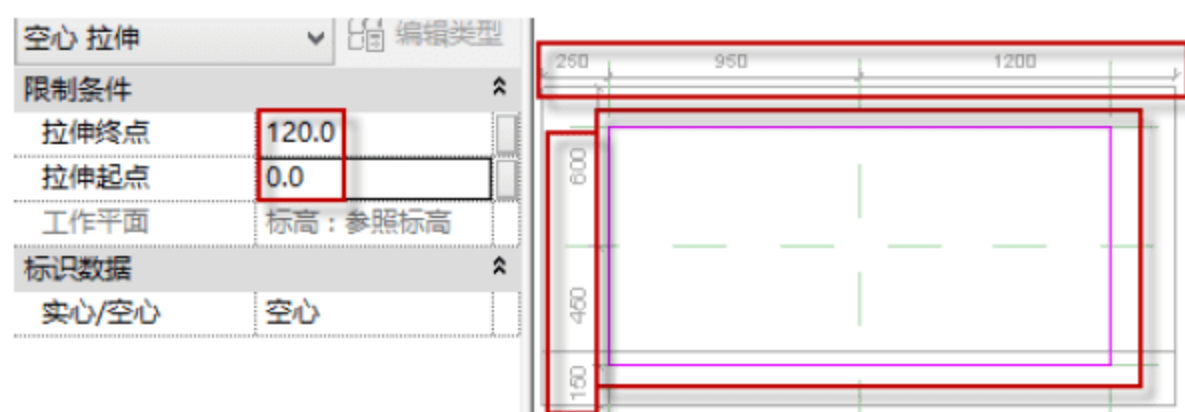 空心 拉伸
编辑类型
限制条件
拉伸终点 120.0
拉伸起点 0.0
工作平面 标高：参照标高
标识数据
实心/空心 空心
250 950 1200
600
450
150